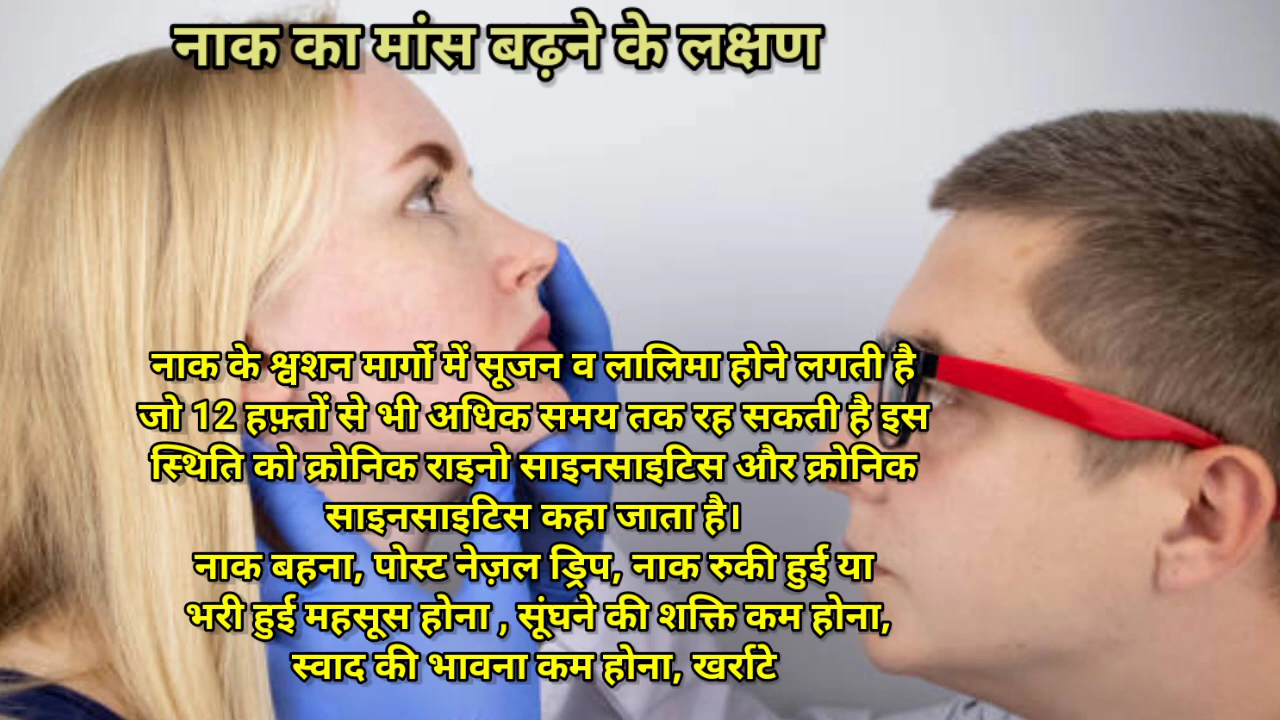 नाक का मांस बढ़ने के लक्षण
नाक के श्वशन मार्गो में सूजन व लालिमा होने लगती है
जो 12 हफ़्तों से भी अधिक समय तक रह सकती है इस
स्थिति को क्रोनिक राइनो साइनसाइटिस और क्रोनिक
साइनसाइटिस कहा जाता है।
नाक बहना, पोस्ट नेज़ल ड्रिप, नाक रुकी हुई या
भरी हुई महसूस होना , सूंघने की शक्ति कम होना,
स्वाद की भावना कम होना, खर्राटे